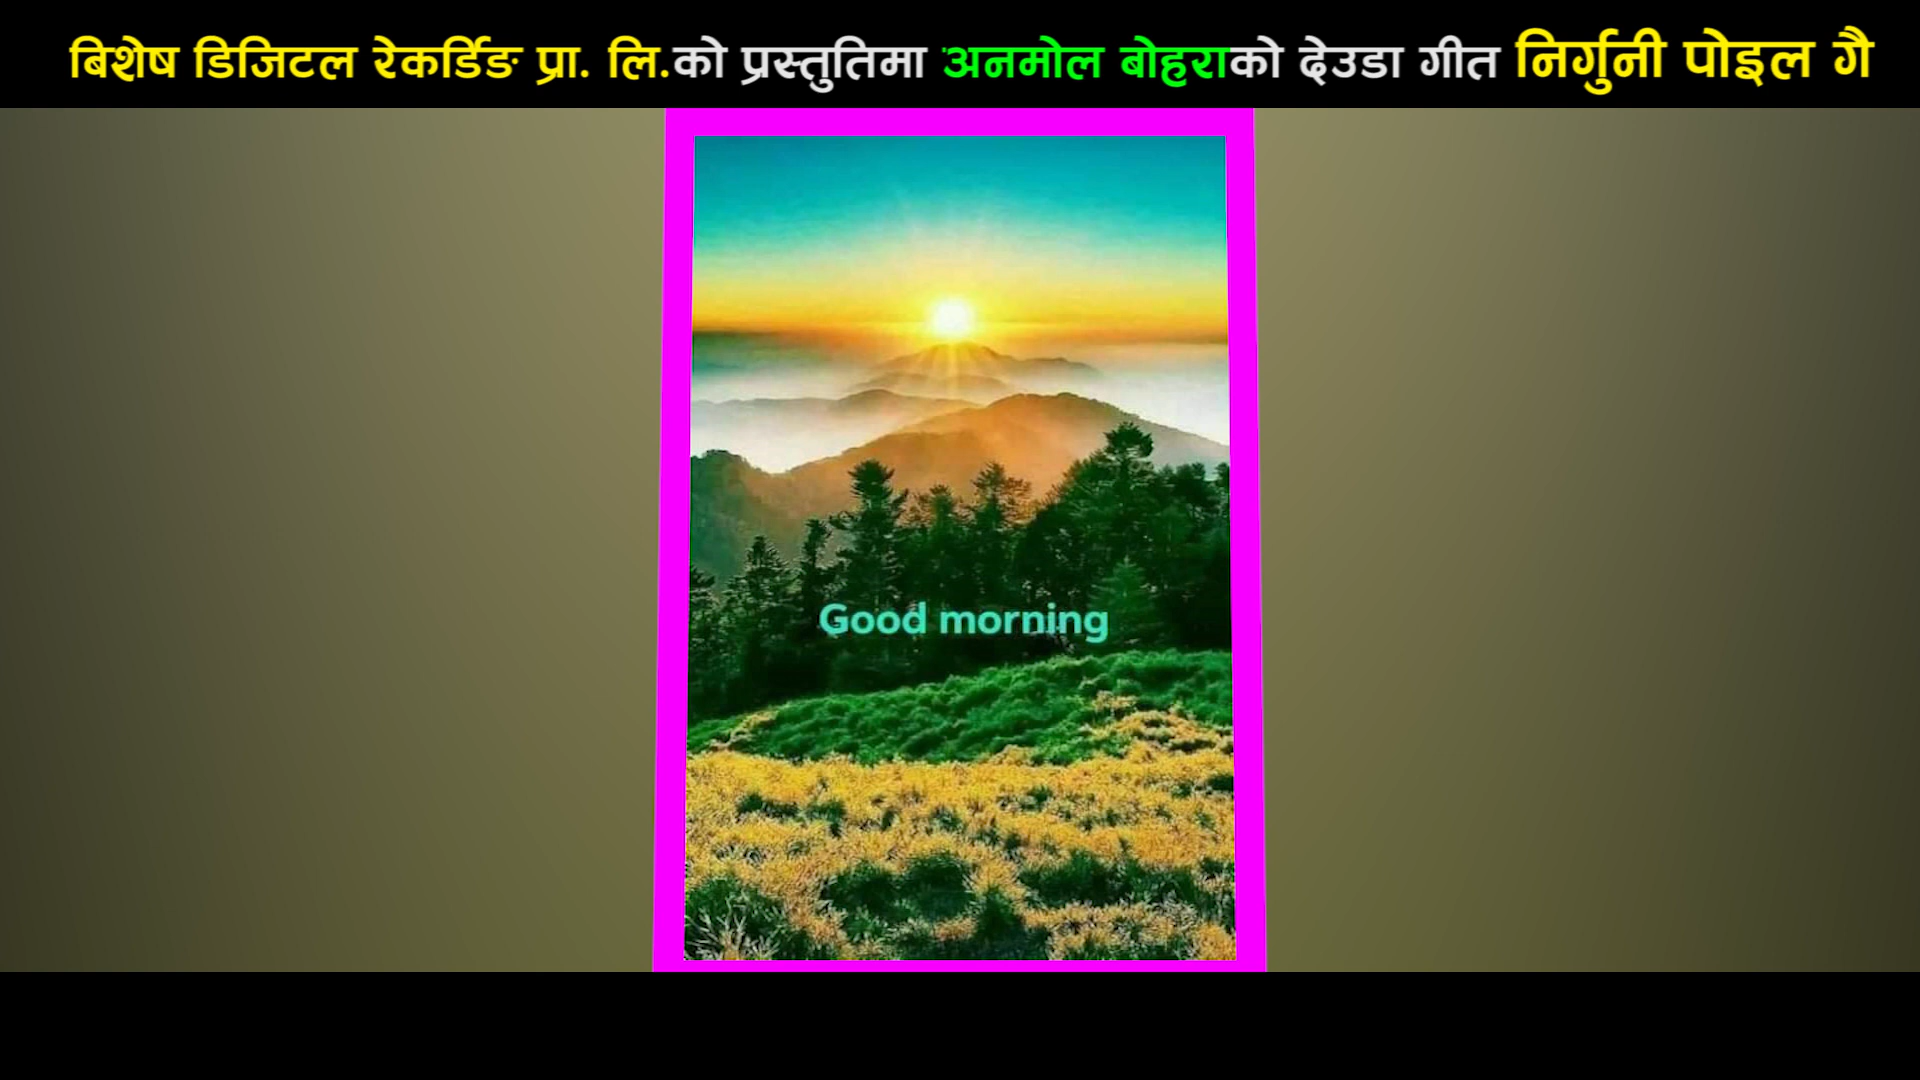 बिशेष डिजिटल रेकर्डिङ प्रा. लि.को प्रस्तुतिमा अनमोल बोहराको देउडा गीत निर्गुनी पोइल गै
Good morning